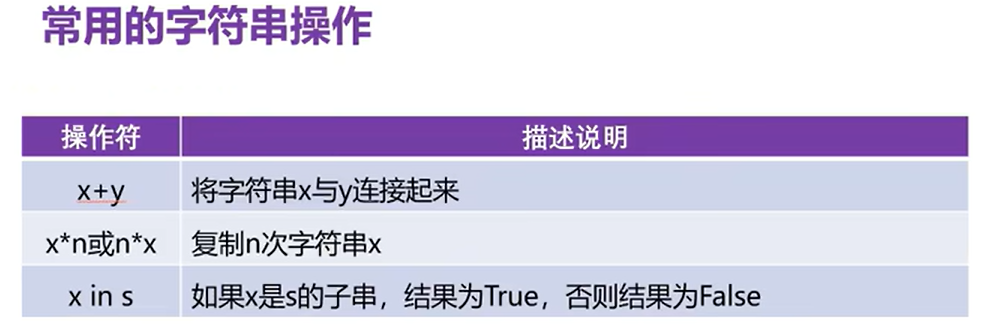 常用的字符串操作
操作符 描述说明
x+y 将字符串x与y连接起来
x*n或n*x 复制n次字符串x
x in s 如果x是s的子串，结果为True，否则结果为False